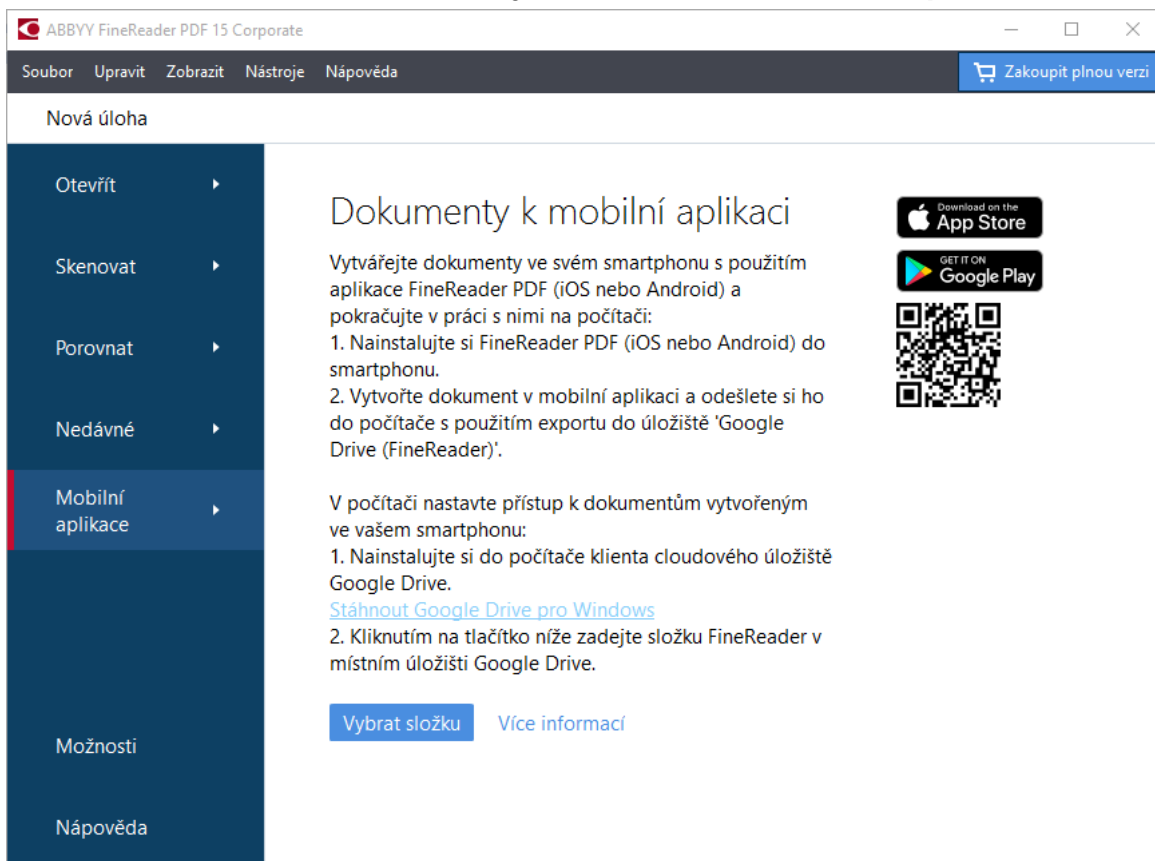 ABBYY FineReader PDF 15 Corporate
Soubor Upravit Zobrazit Nástroje Nápověda
Zakoupit plnou verzi
Nová úloha
Otevřít
Skenovat
Porovnat
Nedávné
Mobilní
aplikace
Možnosti
Nápověda
Dokumenty k mobilní aplikaci
Vytvářejte dokumenty ve svém smartphonu s použitím
aplikace FineReader PDF (iOS nebo Android) a
pokračujte v práci s nimi na počítači:
1. Nainstalujte si FineReader PDF (iOS nebo Android) do
smartphonu.
2. Vytvořte dokument v mobilní aplikaci a odešlete si ho
do počítače s použitím exportu do úložiště 'Google
Drive (FineReader)'.
V počítači nastavte přístup k dokumentům vytvořeným
ve vašem smartphonu:
1. Nainstalujte si do počítače klienta cloudového úložiště
Google Drive.
Stáhnout Google Drive pro Windows
2. Kliknutím na tlačítko níže zadejte složku FineReader v
místním úložišti Google Drive.
Vybrat složku Více informací
Download on the
App Store
GET IT ON
Google Play